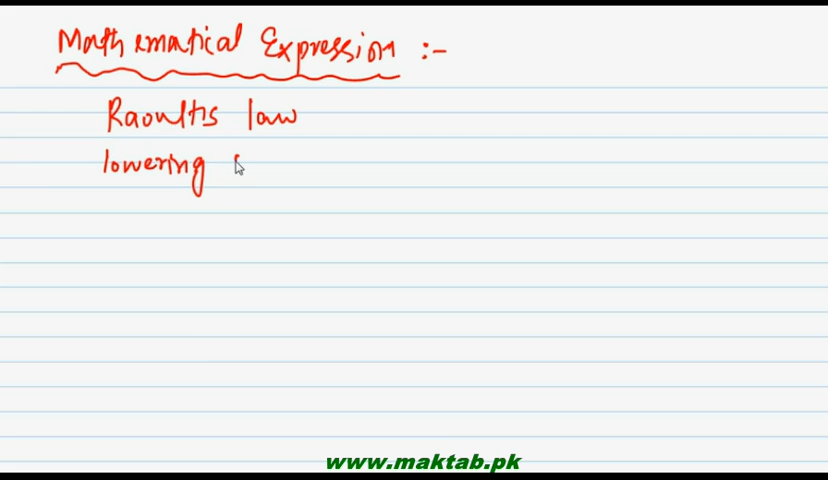 Mathematical Expression :-
Raoult's law
lowering
www.maktab.pk